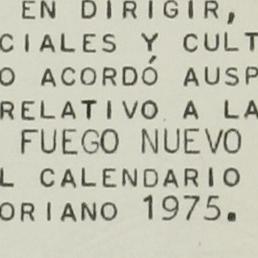 EN DIRIGIR,
CIALES Y CULT
O ACORDÓ AUSP
RELATIVO A LA
FUEGO NUEVO
L CALENDARIO
ORIANO 1975.